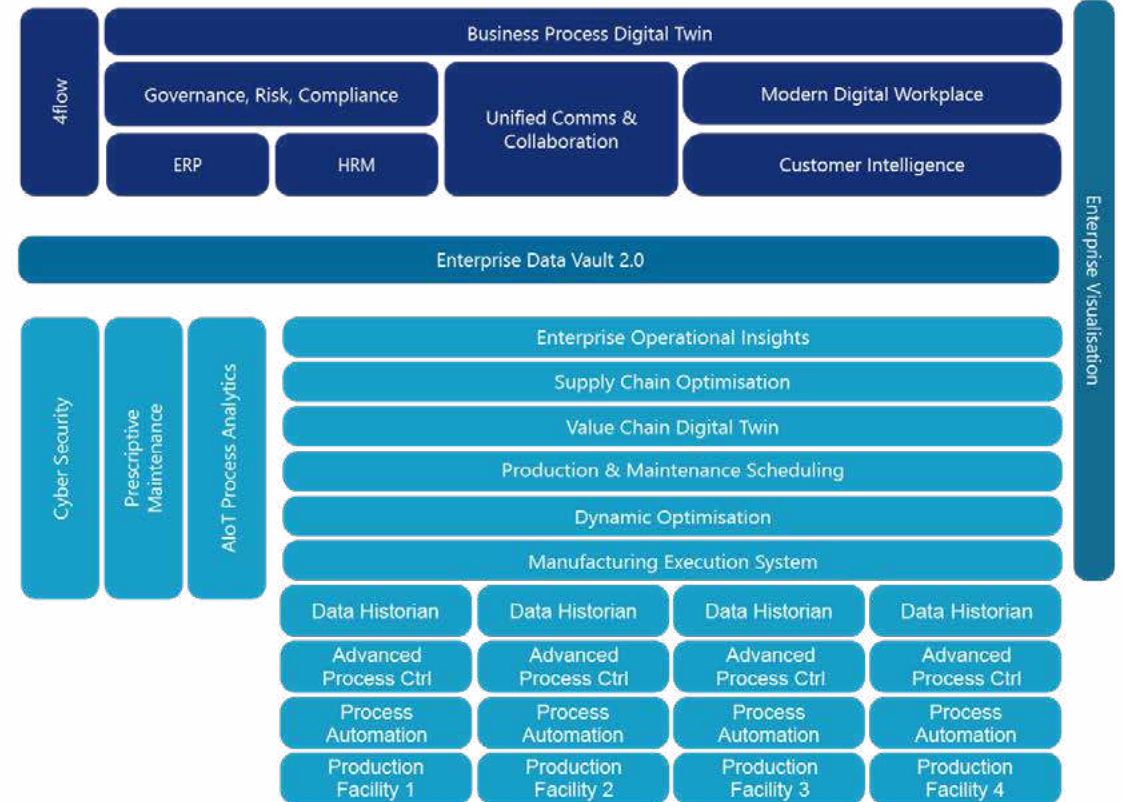 4flow
Business Process Digital Twin
Governance, Risk, Compliance
ERP
HRM
Unified Comms &
Collaboration
Modern Digital Workplace
Customer Intelligence
Enterprise Visualisation
Enterprise Data Vault 2.0
Cyber Security
Prescriptive
Maintenance
AIoT Process Analytics
Enterprise Operational Insights
Supply Chain Optimisation
Value Chain Digital Twin
Production & Maintenance Scheduling
Dynamic Optimisation
Manufacturing Execution System
Data Historian
Data Historian
Data Historian
Data Historian
Advanced
Process Ctrl
Advanced
Process Ctrl
Advanced
Process Ctrl
Advanced
Process Ctrl
Process
Automation
Process
Automation
Process
Automation
Process
Automation
Production
Facility 1
Production
Facility 2
Production
Facility 3
Production
Facility 4